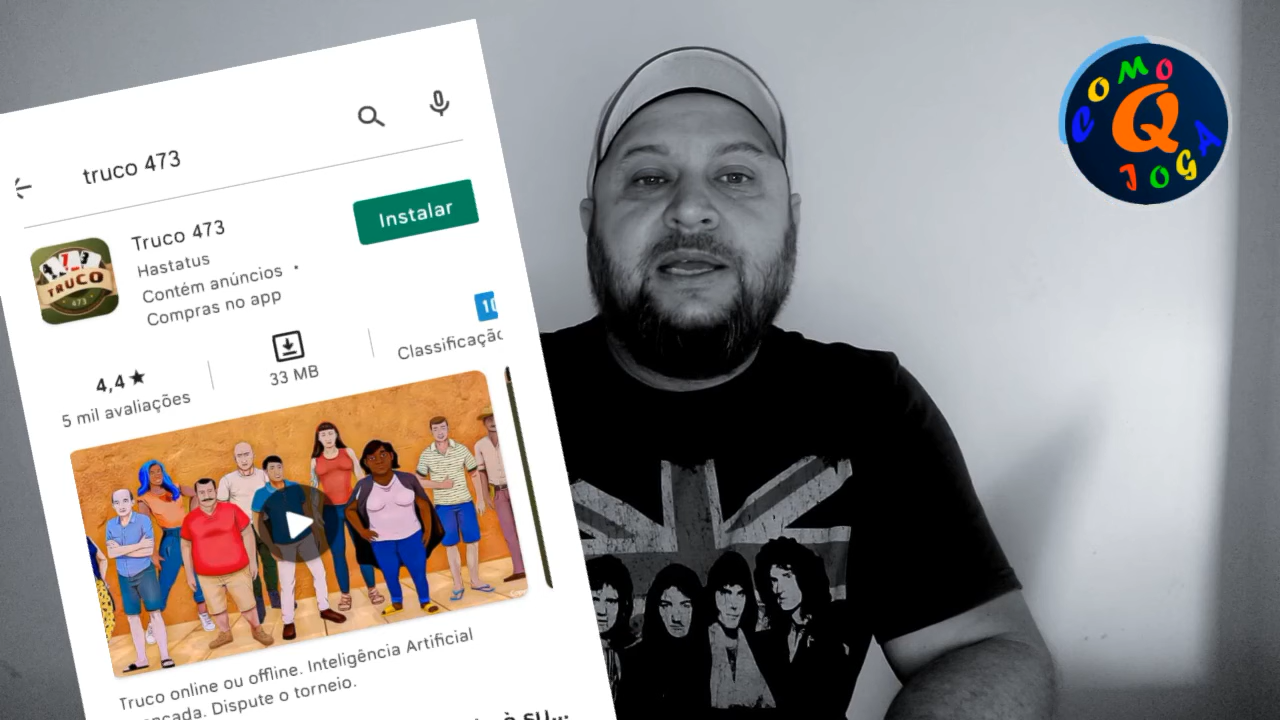 truco 473
Truco 473
Hastatus
Contém anúncios •
Compras no app
Instalar
4,4★
5 mil avaliações
33 MB
10
Classificação
Truco online ou offline. Inteligência Artificial
Dispute o torneio.
COMO
Q
JOGA
TRUCO
473